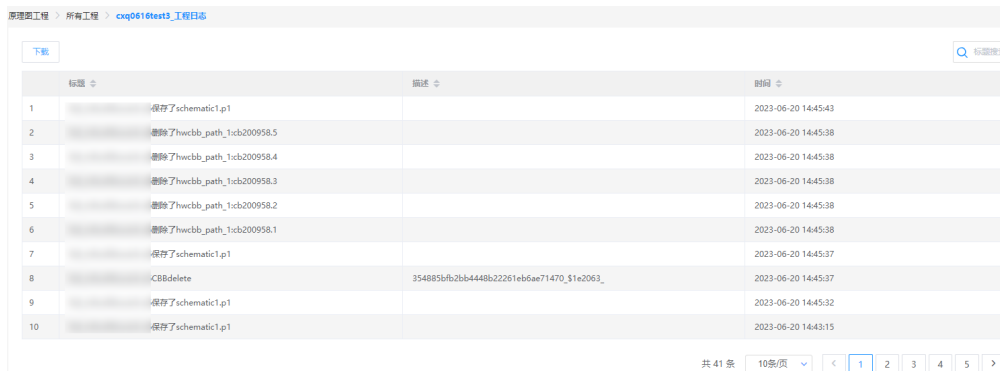 原理图工程 > 所有工程 > cxq0616test3_工程日志
下载
标题搜
标题 描述 时间
1 保存了schematic1.p1 2023-06-20 14:45:43
2 删除了hwcbb_path_1:cb200958.5 2023-06-20 14:45:38
3 删除了hwcbb_path_1:cb200958.4 2023-06-20 14:45:38
4 删除了hwcbb_path_1:cb200958.3 2023-06-20 14:45:38
5 删除了hwcbb_path_1:cb200958.2 2023-06-20 14:45:38
6 删除了hwcbb_path_1:cb200958.1 2023-06-20 14:45:38
7 保存了schematic1.p1 2023-06-20 14:45:37
8 CBBdelete 354885bfb2bb4448b22261eb6ae71470_$1e2063_ 2023-06-20 14:45:37
9 保存了schematic1.p1 2023-06-20 14:45:32
10 保存了schematic1.p1 2023-06-20 14:43:15
共 41 条 10条/页 < 1 2 3 4 5 >